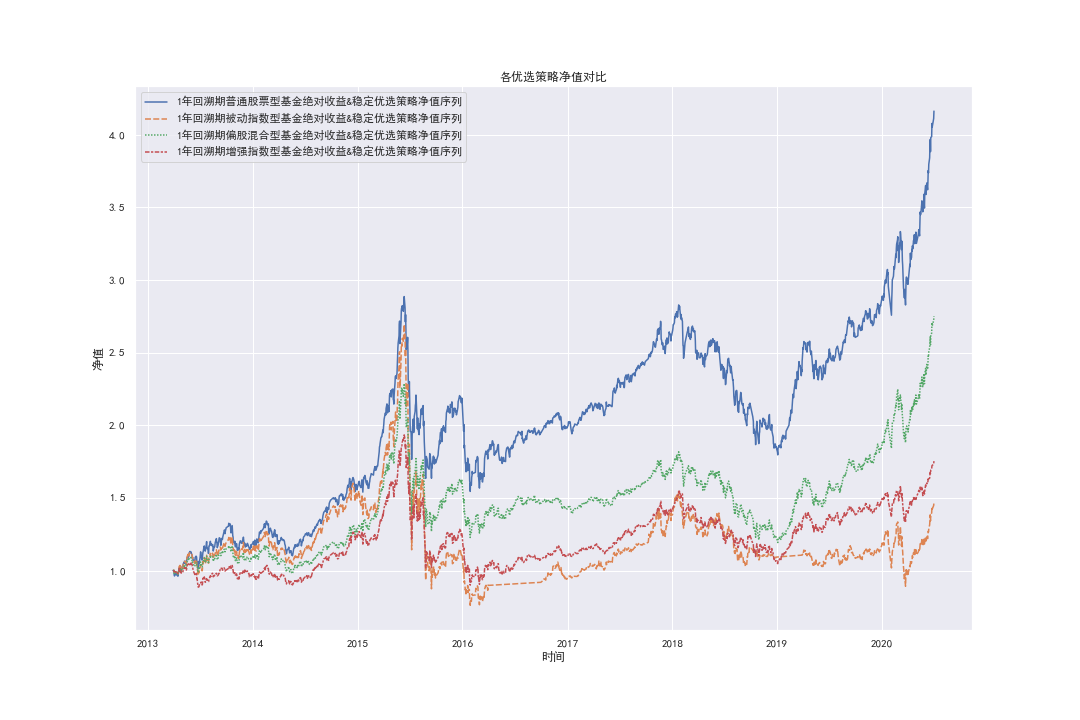 各优选策略净值对比
1年回溯期普通股票型基金绝对收益&稳定优选策略净值序列
1年回溯期被动指数型基金绝对收益&稳定优选策略净值序列
1年回溯期偏股混合型基金绝对收益&稳定优选策略净值序列
1年回溯期增强指数型基金绝对收益&稳定优选策略净值序列
净值
4.0
3.5
3.0
2.5
2.0
1.5
1.0
2013 2014 2015 2016 2017 2018 2019 2020
时间